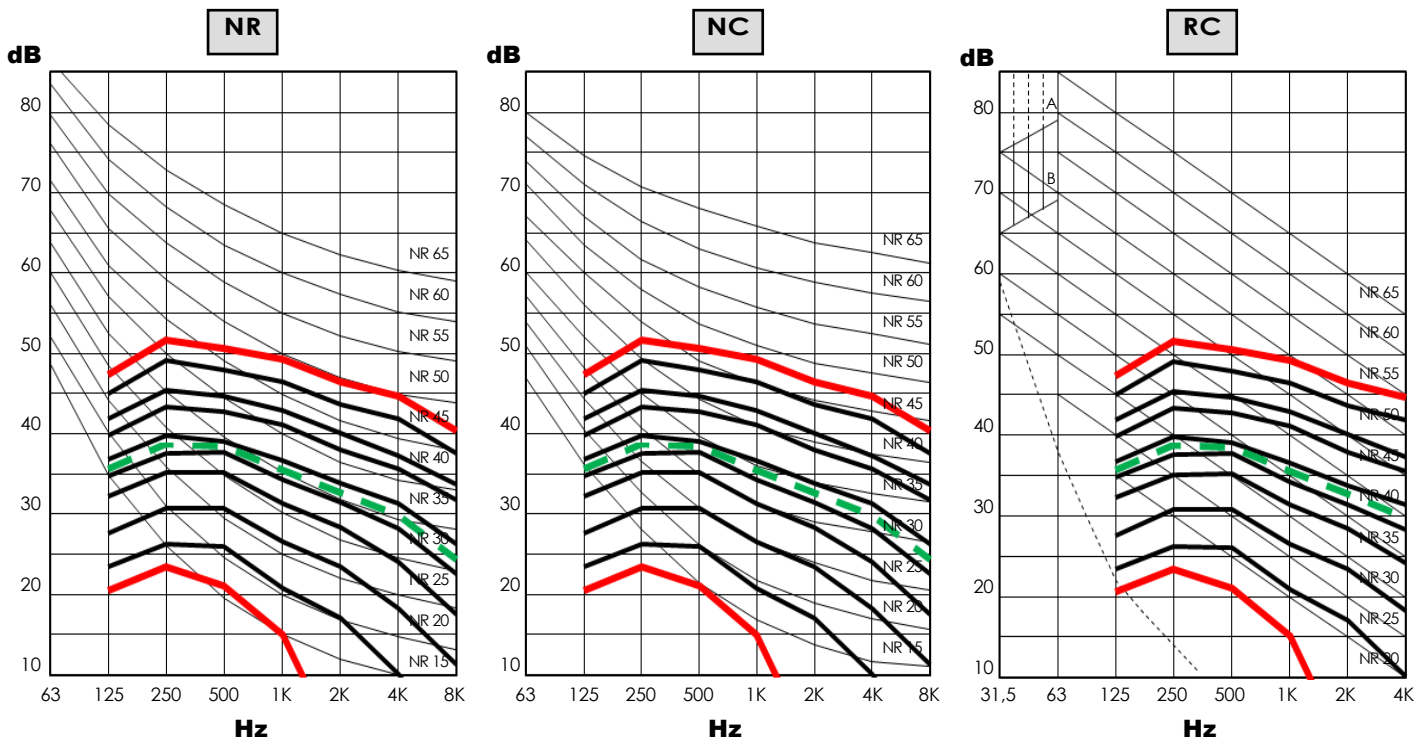 NR
dB
80
70
60
50
40
30
20
10
NR 65
NR 60
NR 55
NR 50
NR 45
NR 40
NR 35
NR 30
NR 25
NR 20
NR 15
63 125 250 500 1K 2K 4K 8K
Hz
NC
dB
80
70
60
50
40
30
20
10
NR 65
NR 60
NR 55
NR 50
NR 45
NR 40
NR 35
NR 30
NR 25
NR 20
NR 15
63 125 250 500 1K 2K 4K 8K
Hz
RC
dB
80
70
60
50
40
30
20
10
A
B
NR 65
NR 60
NR 55
NR 50
NR 45
NR 40
NR 35
NR 30
NR 25
NR 20
31,5 63 125 250 500 1K 2K 4K
Hz